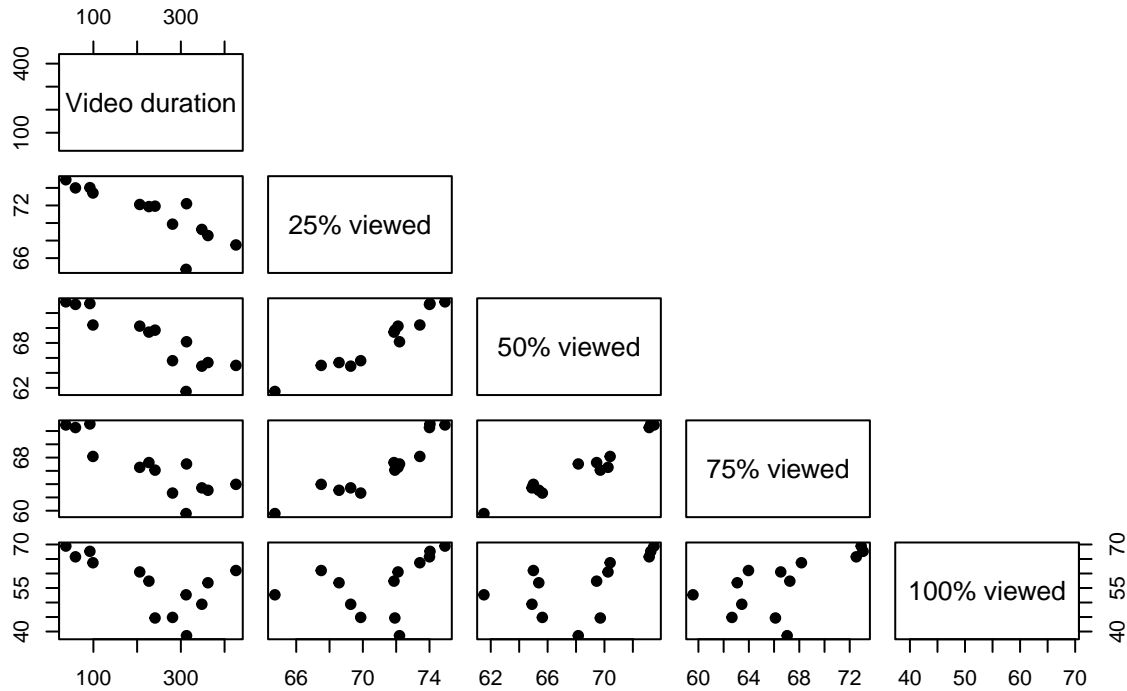 100 300
100 400
Video duration
66 72
25% viewed
62 68
50% viewed
60 68
75% viewed
40 55 70
100% viewed
40 55 70
100 300
66 70 74
62 66 70
60 64 68 72
40 50 60 70